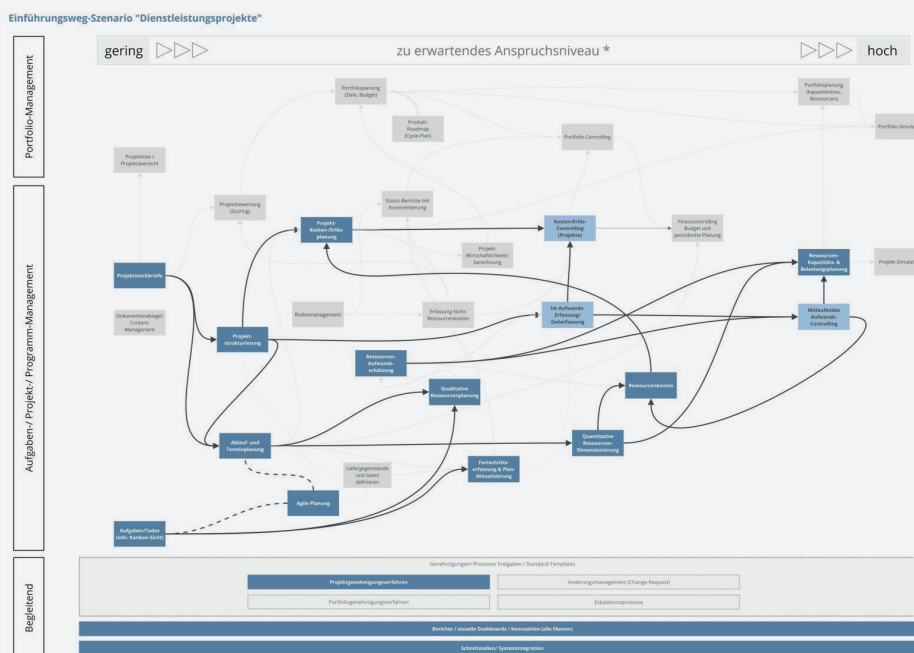 Einführungsweg-Szenario "Dienstleistungsprojekte"
Portfolio-Management
Aufgaben-/ Projekt-/ Programm-Management
Begleitend
gering
zu erwartendes Anspruchsniveau *
hoch
Portfolioplanung
(Ziele, Budget)
Portfolioplanung
(kapazitätstreu,
Ressourcen)
Produkt-
Roadmap
(Cycle-Plan)
Portfolio-Controlling
Portfolio-Simula
Projektliste /
Projektübersicht
Projektbewertung
(Scoring)
Status-Berichte mit
Kommentierung
Projekt-
Kosten-/Erlös-
planung
Kosten/Erlös-
Controlling
(Projekte)
Finanzcontrolling
Budget und
periodische Planung
Projekt-
Wirtschaftlichkeits-
berechnung
Ressourcen-
Kapazitäts- &
Belastungsplanung
Projekt-Simulat
Projektsteckbriefe
Dokumentenablage/
Content-
Management
Risikomanagement
Erfassung Nicht-
Ressourcenkosten
Ist-Aufwands-
Erfassung/
Zeiterfassung
Mitlaufendes
Aufwands-
Controlling
Projekt-
strukturierung
Ressourcen-
Aufwands-
schätzung
Qualitative
Ressourcenplanung
Ressourcenkosten
Ablauf- und
Terminplanung
Quantitative
Ressourcen-
Dimensionierung
Liefergegenstände
und Gates
definieren
Fortschritts-
erfassung & Plan-
Aktualisierung
Agile Planung
Aufgaben/Todos
(inkl. Kanban-Sicht)
Genehmigungen/ Prozesse/ Freigaben / Standard-Templates
Projektgenehmigungsverfahren
Änderungsmanagement (Change Request)
Portfoliogenehmigungsverfahren
Eskalationsprozesse
Berichte / visuelle Dashboards / Kennzahlen (alle Ebenen)
Schnittstellen/ Systemintegration